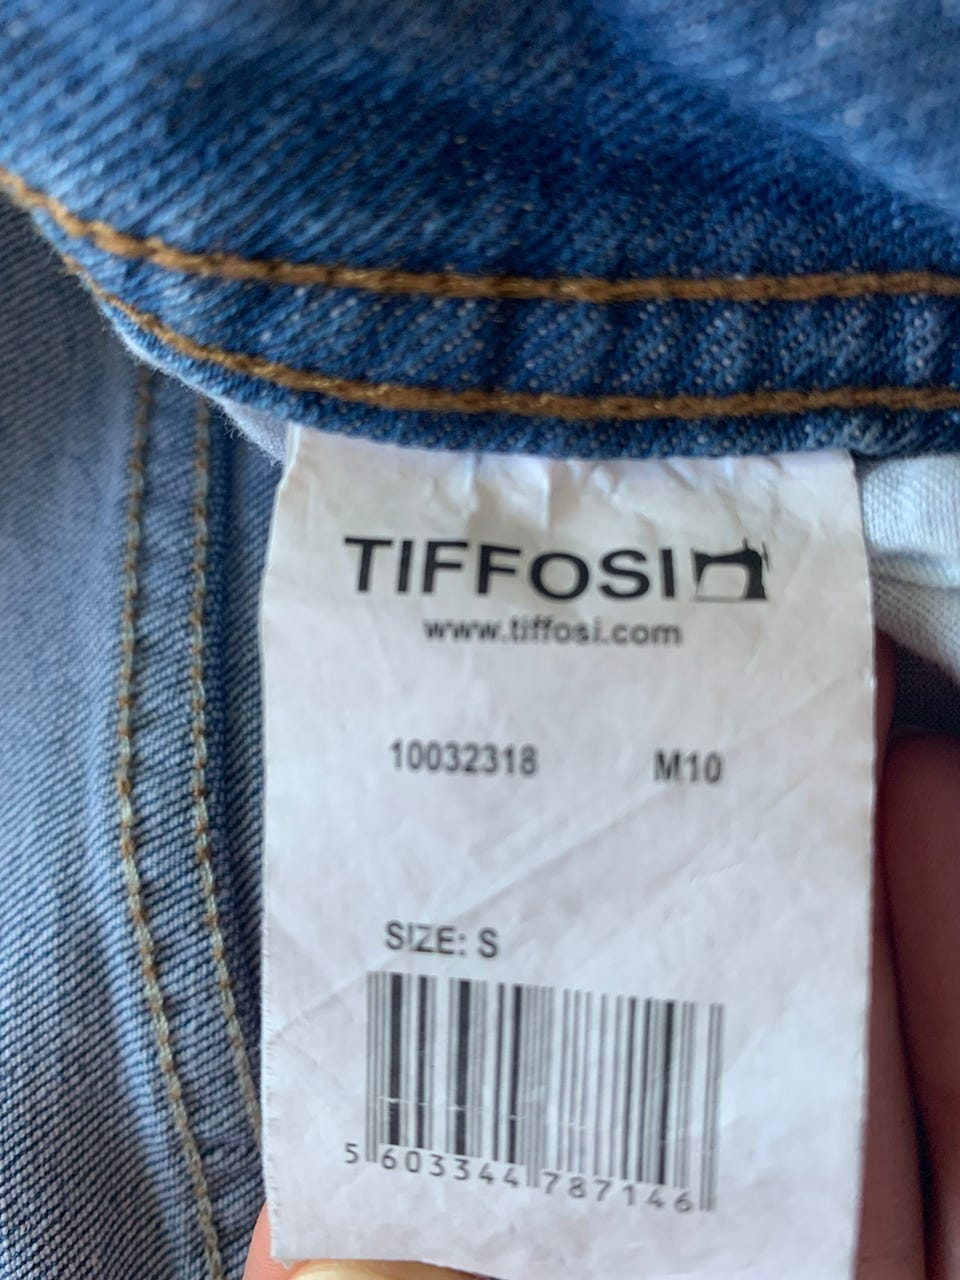 TIFFOSI
www.tiffosi.com
10032318 M10
SIZE: S
5 603344 787146